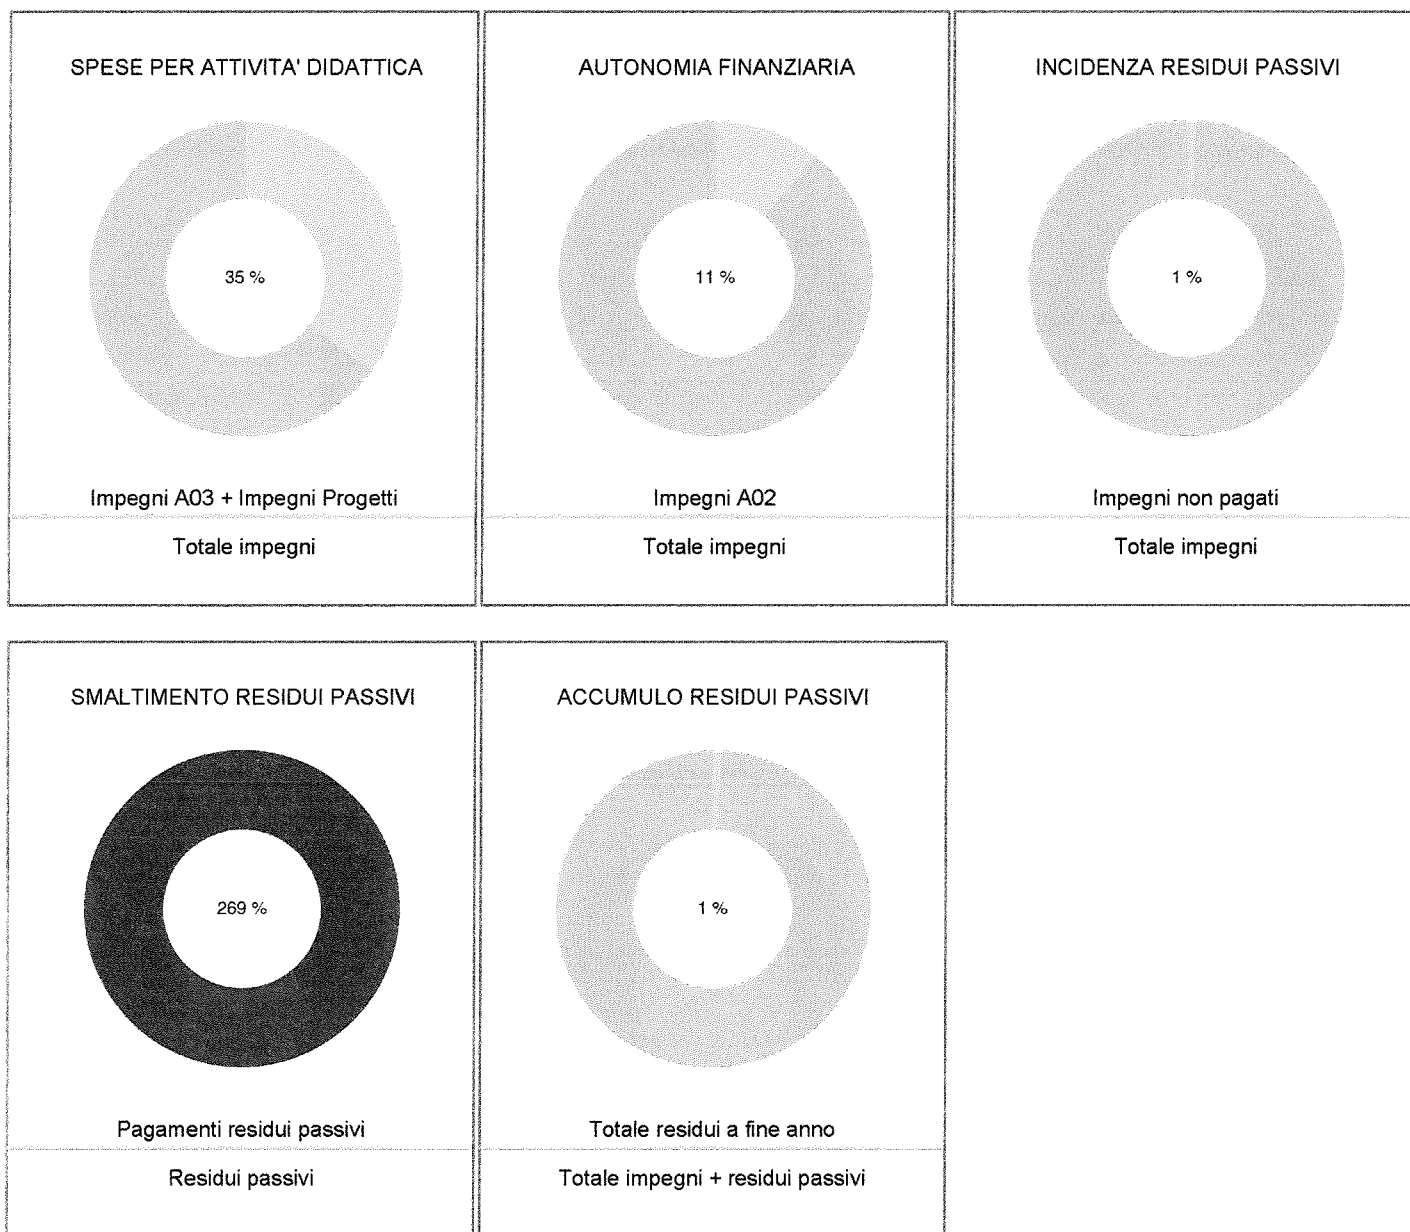 SPESE PER ATTIVITA' DIDATTICA
35 %
Impegni A03 + Impegni Progetti
Totale impegni
AUTONOMIA FINANZIARIA
11 %
Impegni A02
Totale impegni
INCIDENZA RESIDUI PASSIVI
1 %
Impegni non pagati
Totale impegni
SMALTIMENTO RESIDUI PASSIVI
269 %
Pagamenti residui passivi
Residui passivi
ACCUMULO RESIDUI PASSIVI
1 %
Totale residui a fine anno
Totale impegni + residui passivi